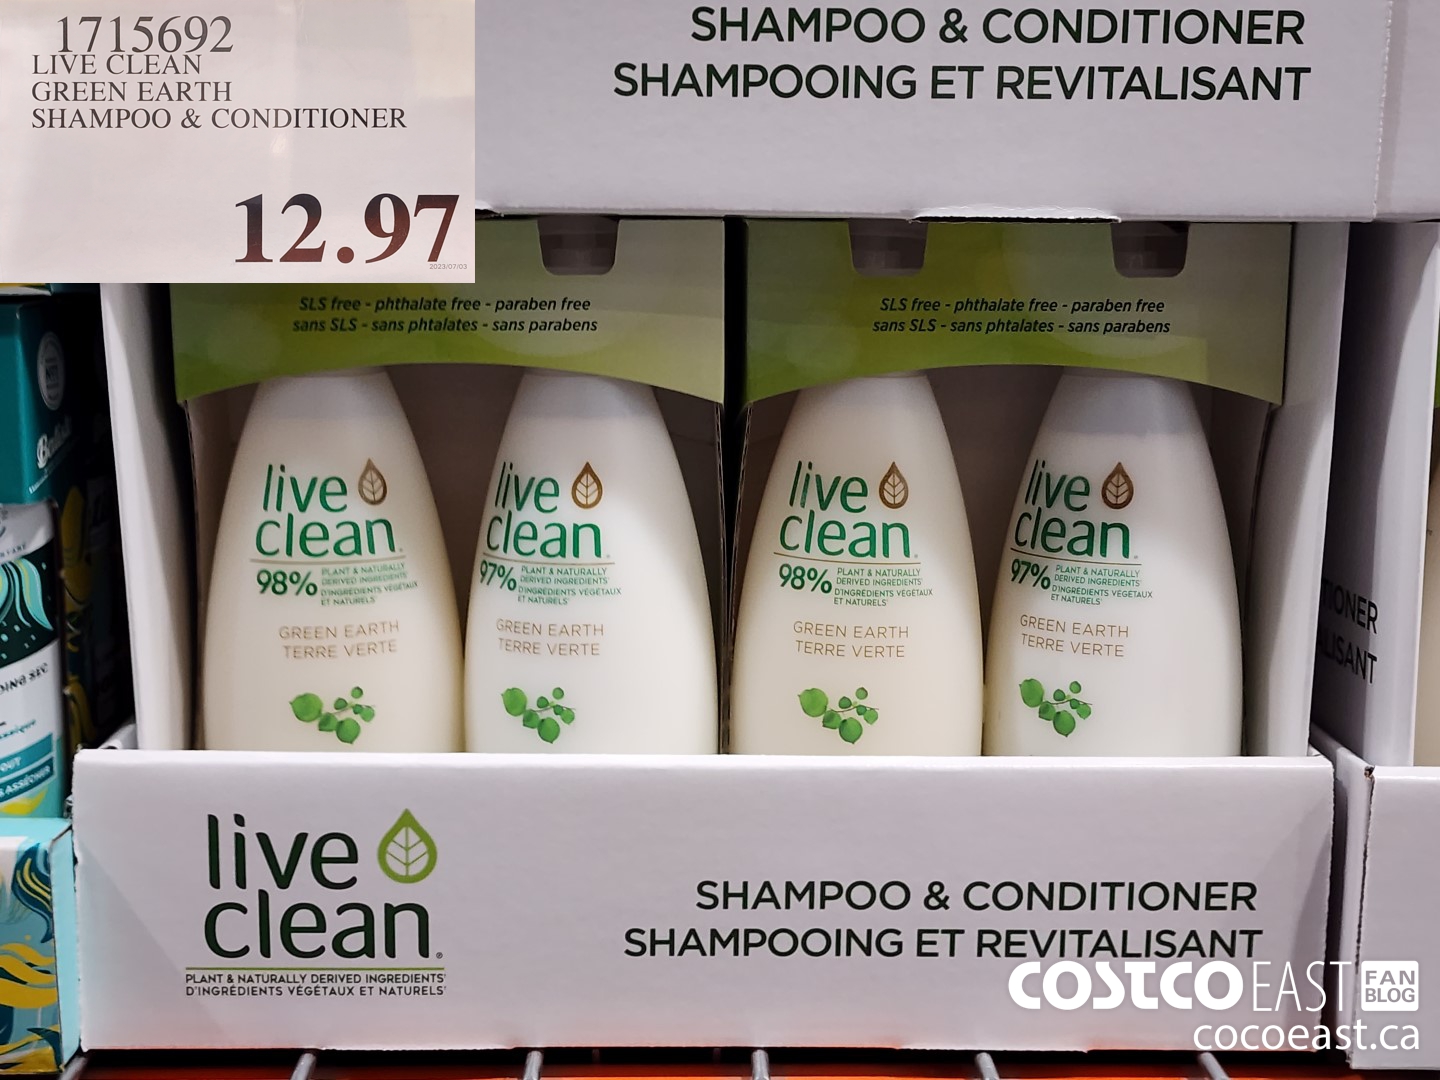 1715692
LIVE CLEAN
GREEN EARTH
SHAMPOO & CONDITIONER
12.97
2023/07/03
SHAMPOO & CONDITIONER
SHAMPOOING ET REVITALISANT
SLS free - phthalate free - paraben free
sans SLS - sans phtalates - sans parabens
SLS free - phthalate free - paraben free
sans SLS - sans phtalates - sans parabens
live
clean
98% PLANT & NATURALLY
DERIVED INGREDIENTS*
D'INGRÉDIENTS VÉGÉTAUX
ET NATURELS*
GREEN EARTH
TERRE VERTE
live
clean
97% PLANT & NATURALLY
DERIVED INGREDIENTS*
D'INGRÉDIENTS VÉGÉTAUX
ET NATURELS*
GREEN EARTH
TERRE VERTE
live
clean
98% PLANT & NATURALLY
DERIVED INGREDIENTS*
D'INGRÉDIENTS VÉGÉTAUX
ET NATURELS*
GREEN EARTH
TERRE VERTE
live
clean
97% PLANT & NATURALLY
DERIVED INGREDIENTS*
D'INGRÉDIENTS VÉGÉTAUX
ET NATURELS*
GREEN EARTH
TERRE VERTE
live
clean®
PLANT & NATURALLY DERIVED INGREDIENTS*
D'INGRÉDIENTS VÉGÉTAUX ET NATURELS*
SHAMPOO & CONDITIONER
SHAMPOOING ET REVITALISANT
COSTCO EAST FAN
BLOG
cocoeast.ca